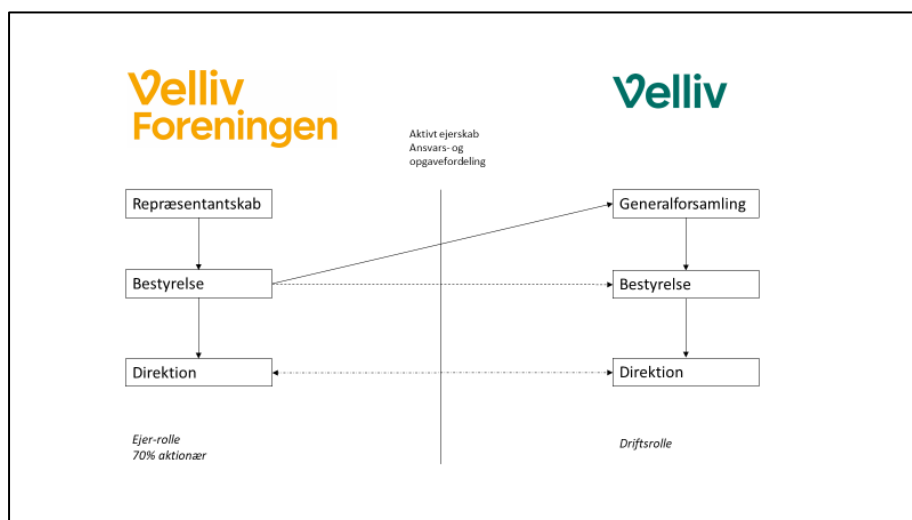 Velliv
Foreningen
Velliv
Aktivt ejerskab
Ansvars- og
opgavefordeling
Repræsentantskab
Generalforsamling
Bestyrelse
Bestyrelse
Direktion
Direktion
Ejer-rolle
70% aktionær
Driftsrolle